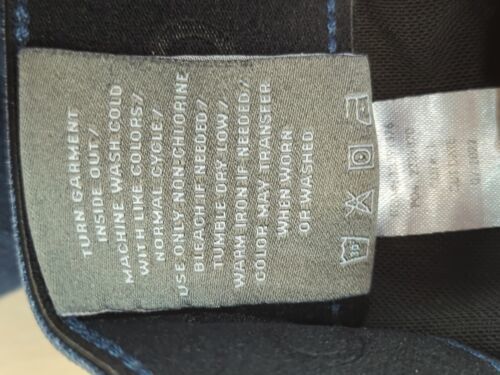 TURN GARMENT
INSIDE OUT//
MACHINE WASH COLD
WITH LIKE COLORS//
NORMAL CYCLE//
USE ONLY NON-CHLORINE
BLEACH IF NEEDED//
TUMBLE DRY LOW//
WARM IRON IF NEEDED//
COLOR MAY TRANSFER
WHEN WORN
OR WASHED
30°